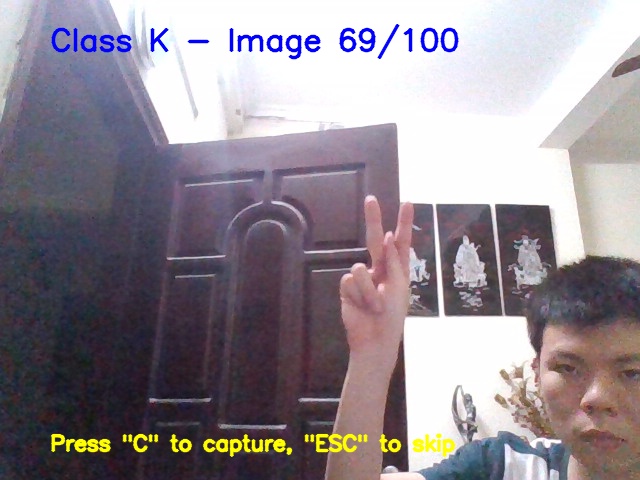 Class K - Image 69/100
Press "C" to capture, "ESC" to skip